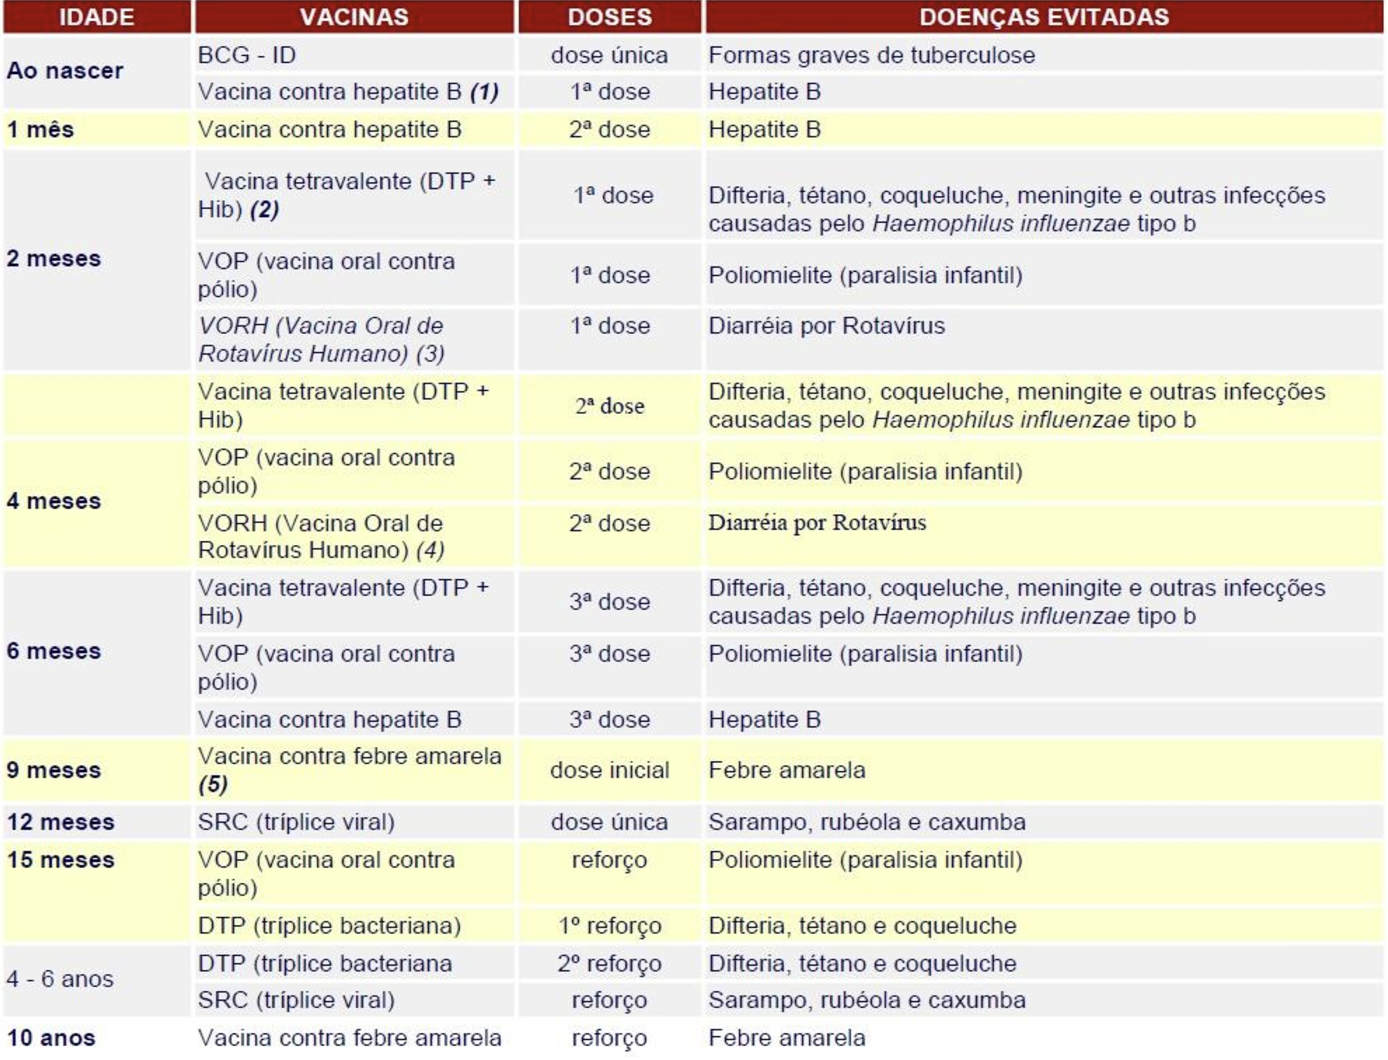 IDADE VACINAS DOSES DOENÇAS EVITADAS
Ao nascer
BCG - ID dose única Formas graves de tuberculose
Vacina contra hepatite B (1) 1ª dose Hepatite B
1 mês Vacina contra hepatite B 2ª dose Hepatite B
2 meses
Vacina tetravalente (DTP +
Hib) (2)
1ª dose
Difteria, tétano, coqueluche, meningite e outras infecções
causadas pelo Haemophilus influenzae tipo b
VOP (vacina oral contra
pólio)
1ª dose
Poliomielite (paralisia infantil)
VORH (Vacina Oral de
Rotavírus Humano) (3)
1ª dose
Diarréia por Rotavírus
Vacina tetravalente (DTP +
Hib)
2ª dose
Difteria, tétano, coqueluche, meningite e outras infecções
causadas pelo Haemophilus influenzae tipo b
4 meses
VOP (vacina oral contra
pólio)
2ª dose
Poliomielite (paralisia infantil)
VORH (Vacina Oral de
Rotavírus Humano) (4)
2ª dose
Diarréia por Rotavírus
6 meses
Vacina tetravalente (DTP +
Hib)
3ª dose
Difteria, tétano, coqueluche, meningite e outras infecções
causadas pelo Haemophilus influenzae tipo b
VOP (vacina oral contra
pólio)
3ª dose
Poliomielite (paralisia infantil)
Vacina contra hepatite B 3ª dose Hepatite B
9 meses
Vacina contra febre amarela
(5)
dose inicial
Febre amarela
12 meses SRC (tríplice viral) dose única Sarampo, rubéola e caxumba
15 meses
VOP (vacina oral contra
pólio)
reforço
Poliomielite (paralisia infantil)
DTP (tríplice bacteriana) 1º reforço Difteria, tétano e coqueluche
4 - 6 anos
DTP (tríplice bacteriana 2º reforço Difteria, tétano e coqueluche
SRC (tríplice viral) reforço Sarampo, rubéola e caxumba
10 anos Vacina contra febre amarela reforço Febre amarela